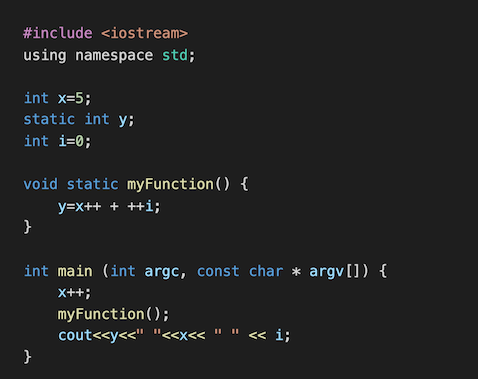 #include <iostream>
using namespace std;
int x=5;
static int y;
int i=0;
void static myFunction() {
y=x++ + ++i;
}
int main (int argc, const char * argv[]) {
x++;
myFunction();
cout<<y<<" "<<x<< " " << i;
}